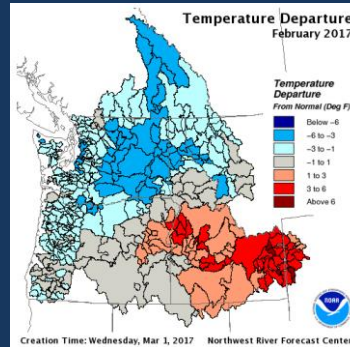 Temperature Departure
February 2017
Temperature
Departure
From Normal (Deg F)
Below -6
-6 to -3
-3 to -1
-1 to 1
1 to 3
3 to 6
Above 6
NOAA
Creation Time: Wednesday, Mar 1, 2017 Northwest River Forecast Center